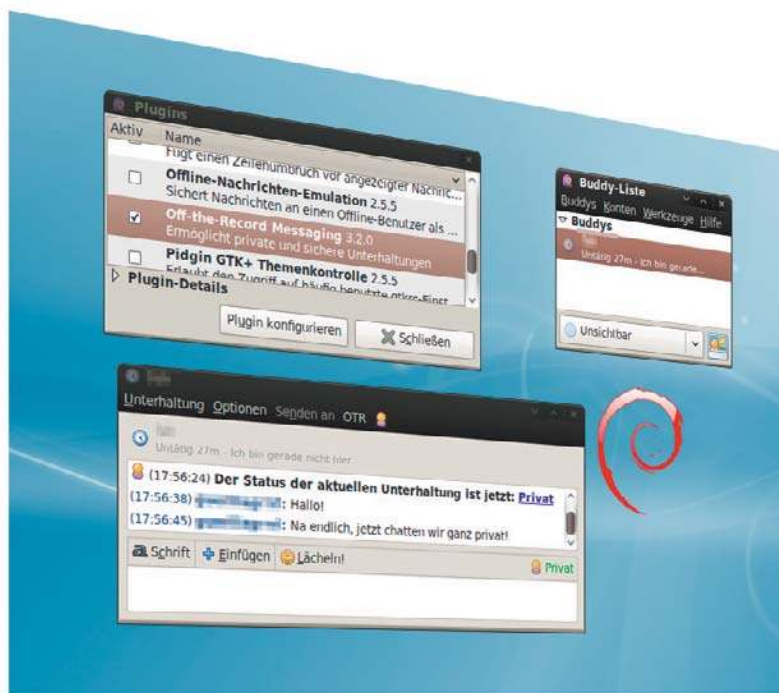 Plugins
Aktiv Name
Fügt einen Zeilenumbruch vor angezeigter Nachric...
Offline-Nachrichten-Emulation 2.5.5
Sichert Nachrichten an einen Offline-Benutzer als ...
Off-the-Record Messaging 3.2.0
Ermöglicht private und sichere Unterhaltungen
Pidgin GTK+ Themenkontrolle 2.5.5
Erlaubt den Zugriff auf häufig benutzte gtkrc-Einst
Plugin-Details
Plugin konfigurieren Schließen
Buddy-Liste
Buddys Konten Werkzeuge Hilfe
Buddys
Untätig 27m - Ich bin gerade...
Unsichtbar
Unterhaltung Optionen Senden an OTR
Untätig 27m - Ich bin gerade nicht hier
(17:56:24) Der Status der aktuellen Unterhaltung ist jetzt: Privat
(17:56:38) : Hallo!
(17:56:45) : Na endlich, jetzt chatten wir ganz privat!
Schrift Einfügen Lächeln! Privat